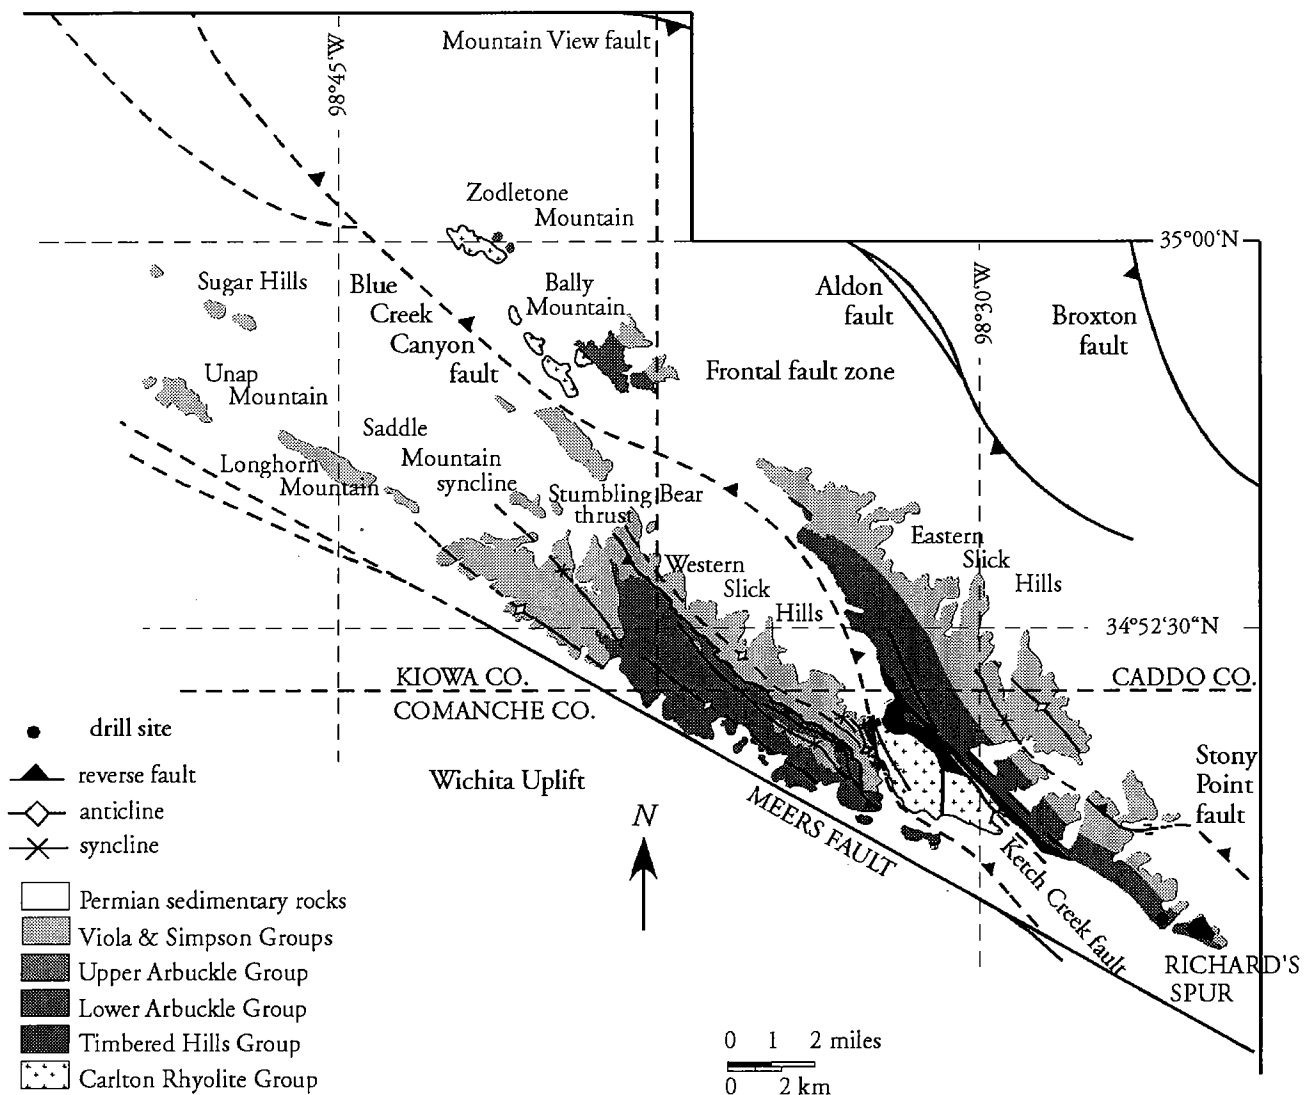 Mountain View fault
98°45'W
Zodletone
Mountain
35°00'N
Sugar Hills
Blue
Creek
Canyon
fault
Bally
Mountain
Aldon
fault
98°30'W
Broxton
fault
Frontal fault zone
Unap
Mountain
Saddle
Mountain
syncline
Longhorn
Mountain
Stumbling Bear
thrust
Eastern
Slick
Hills
Western
Slick
Hills
34°52'30"N
KIOWA CO.
COMANCHE CO.
CADDO CO.
Wichita Uplift
MEERS FAULT
N
Stony
Point
fault
Ketch Creek fault
RICHARD'S
SPUR
drill site
reverse fault
anticline
syncline
Permian sedimentary rocks
Viola & Simpson Groups
Upper Arbuckle Group
Lower Arbuckle Group
Timbered Hills Group
Carlton Rhyolite Group
0 1 2 miles
0 2 km